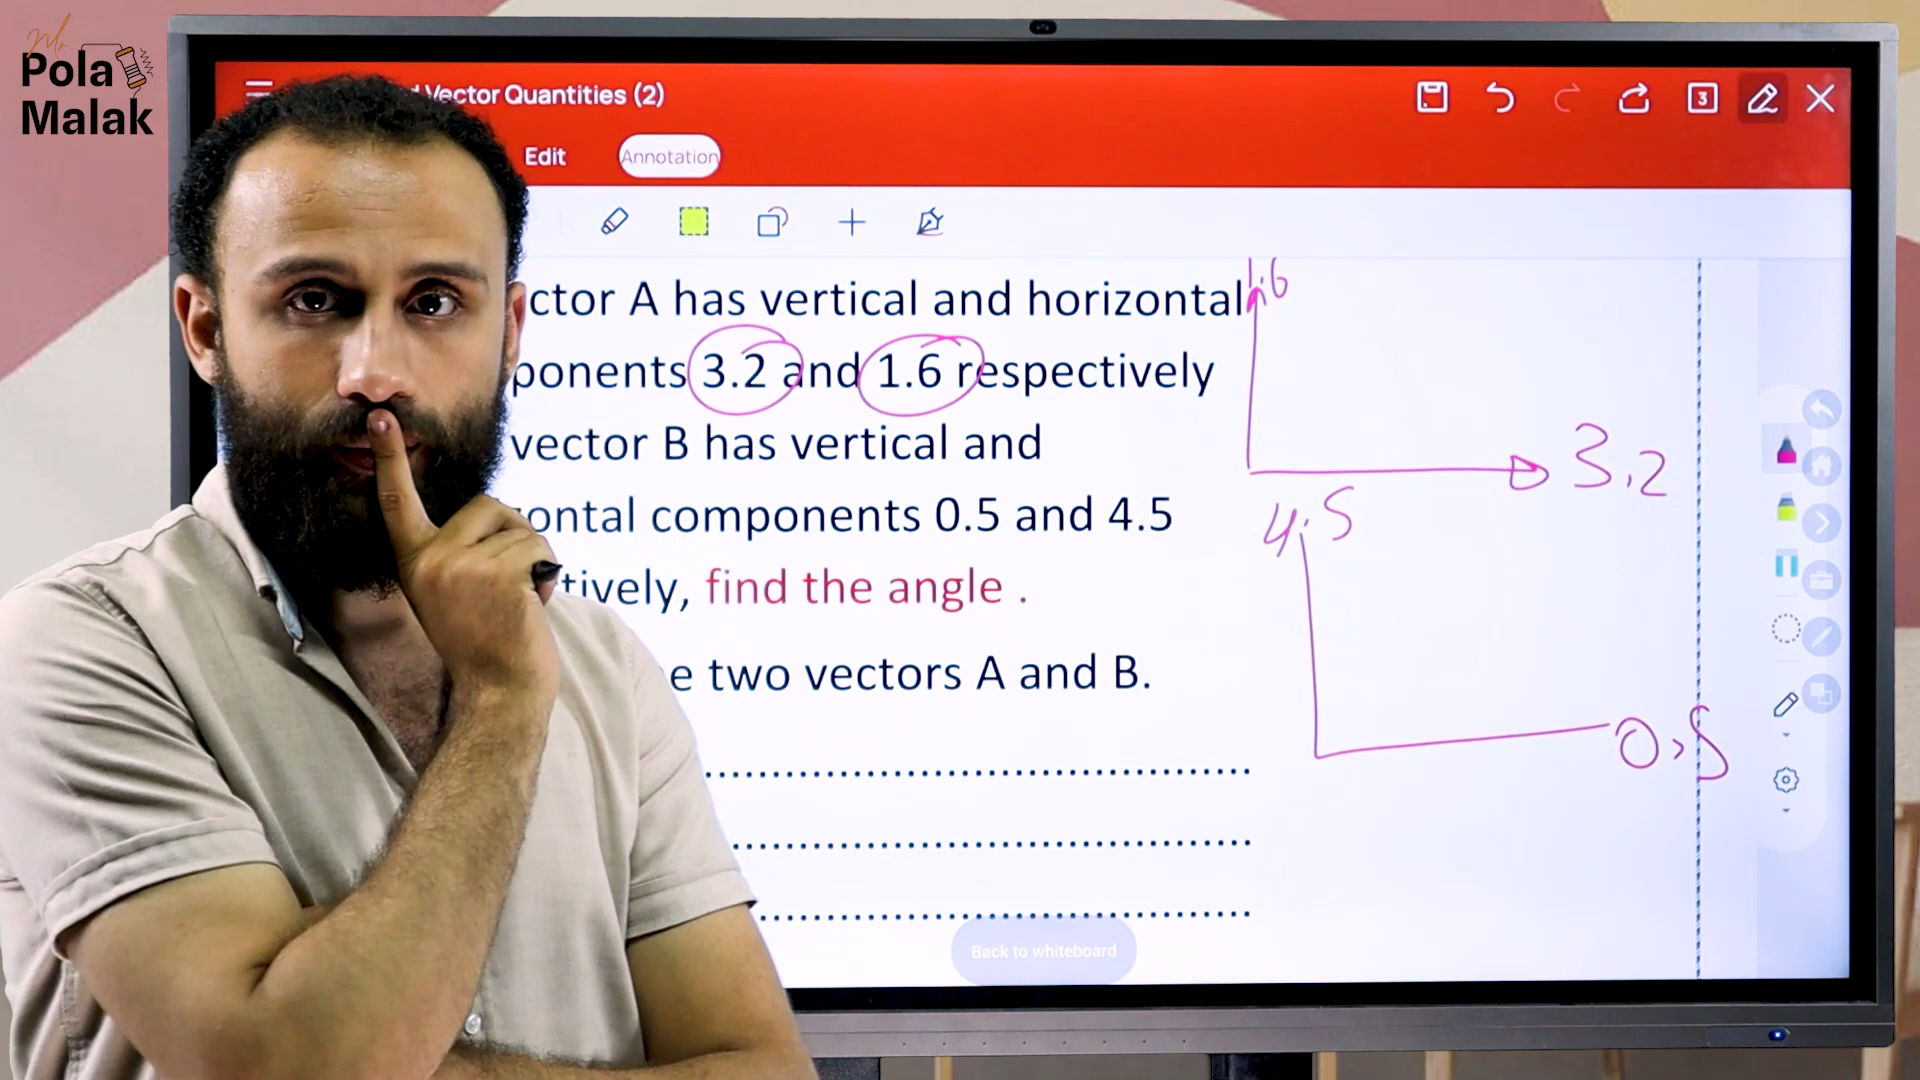 Mr.
Pola
Malak
Vector Quantities (2)
3
Edit
Annotation
ctor A has vertical and horizontal
ponents 3.2 and 1.6 respectively
vector B has vertical and
ontal components 0.5 and 4.5
tively, find the angle .
e two vectors A and B.
1.6
3.2
4.5
0,5
Back to whiteboard